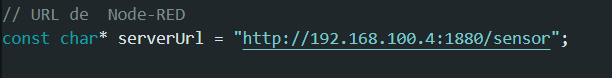 // URL de  Node-RED
const char* serverUrl = "http://192.168.100.4:1880/sensor";